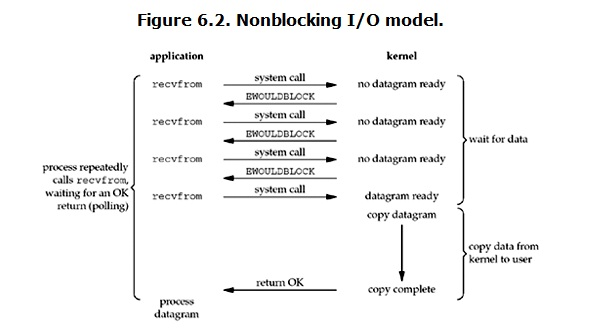 Figure 6.2. Nonblocking I/O model.
application kernel
recvfrom system call no datagram ready
EWOULDBLOCK
recvfrom system call no datagram ready
EWOULDBLOCK
recvfrom system call no datagram ready
EWOULDBLOCK
recvfrom system call datagram ready
copy datagram
wait for data
process repeatedly
calls recvfrom,
waiting for an OK
return (polling)
copy data from
kernel to user
return OK copy complete
process
datagram